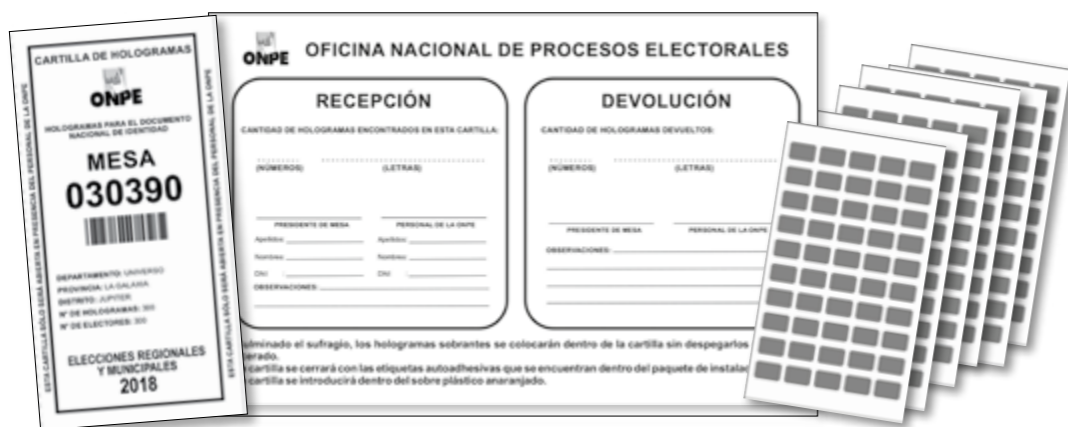 CARTILLA DE HOLOGRAMAS
ONPE
HOLOGRAMAS PARA EL DOCUMENTO
NACIONAL DE IDENTIDAD
MESA
030390
DEPARTAMENTO: UNIVERSO
PROVINCIA: LA GALAXIA
DISTRITO: JUPITER
N° DE HOLOGRAMAS: 300
N° DE ELECTORES: 300
ELECCIONES REGIONALES
Y MUNICIPALES
2018
ESTA CARTILLA SÓLO SERÁ ABIERTA EN PRESENCIA DEL PERSONAL DE LA ONPE
ESTA CARTILLA SÓLO SERÁ ABIERTA EN PRESENCIA DEL PERSONAL DE LA ONPE
ONPE
OFICINA NACIONAL DE PROCESOS ELECTORALES
RECEPCIÓN
CANTIDAD DE HOLOGRAMAS ENCONTRADOS EN ESTA CARTILLA:
(NÚMEROS) (LETRAS)
PRESIDENTE DE MESA PERSONAL DE LA ONPE
Apellidos: Apellidos:
Nombres: Nombres:
DNI : DNI :
OBSERVACIONES:
DEVOLUCIÓN
CANTIDAD DE HOLOGRAMAS DEVUELTOS:
(NÚMEROS) (LETRAS)
PRESIDENTE DE MESA PERSONAL DE LA ONPE
OBSERVACIONES:
ulminado el sufragio, los hologramas sobrantes se colocarán dentro de la cartilla sin despegarlos
erado.
cartilla se cerrará con las etiquetas autoadhesivas que se encuentran dentro del paquete de instala
cartilla se introducirá dentro del sobre plástico anaranjado.